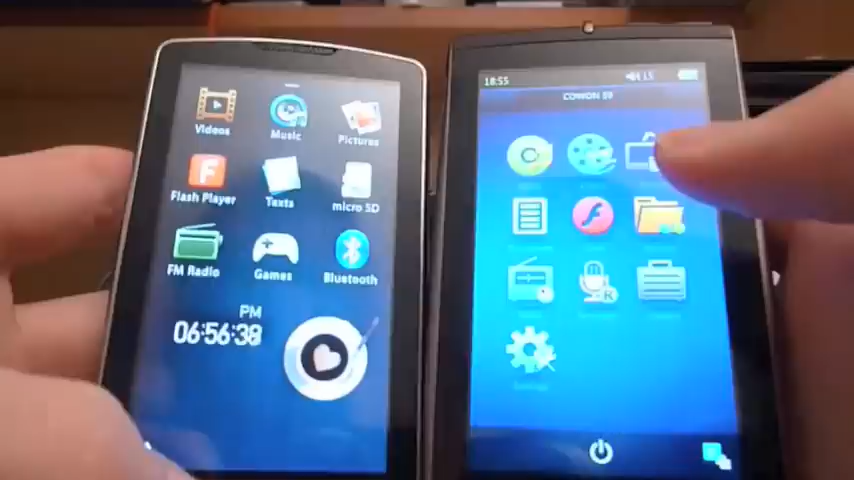 Videos
Music
Pictures
Flash Player
Texts
micro SD
FM Radio
Games
Bluetooth
PM
06:56:38
18:55
15
COWON S9
R